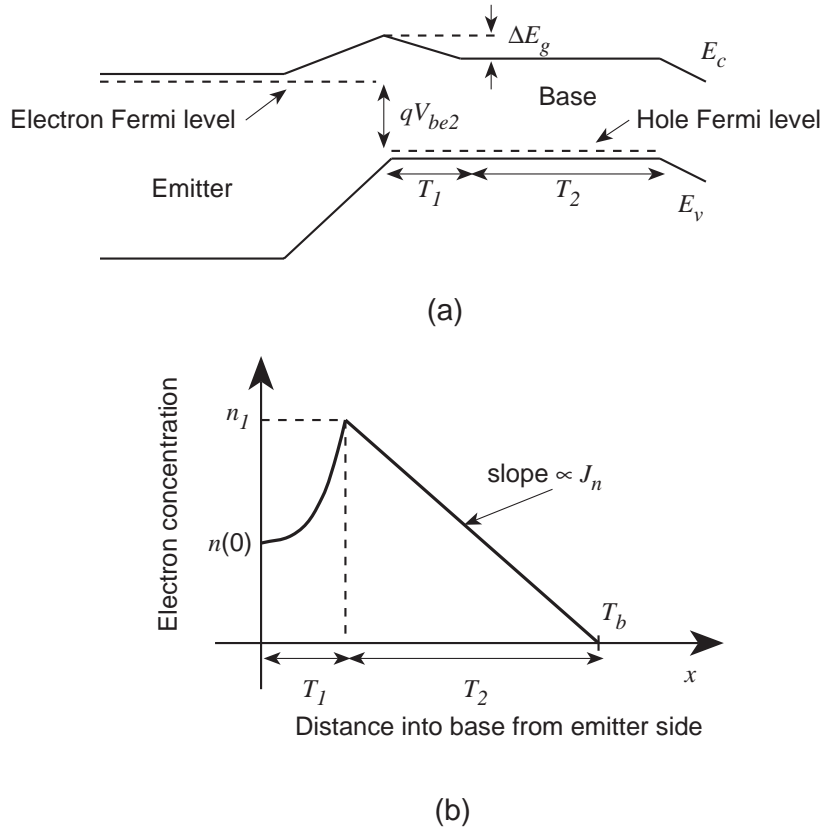 ΔE_g
E_c
Base
Electron Fermi level
qV_be2
Hole Fermi level
Emitter
T_1
T_2
E_v
(a)
Electron concentration
n_1
slope ∝ J_n
n(0)
T_b
T_1
T_2
x
Distance into base from emitter side
(b)